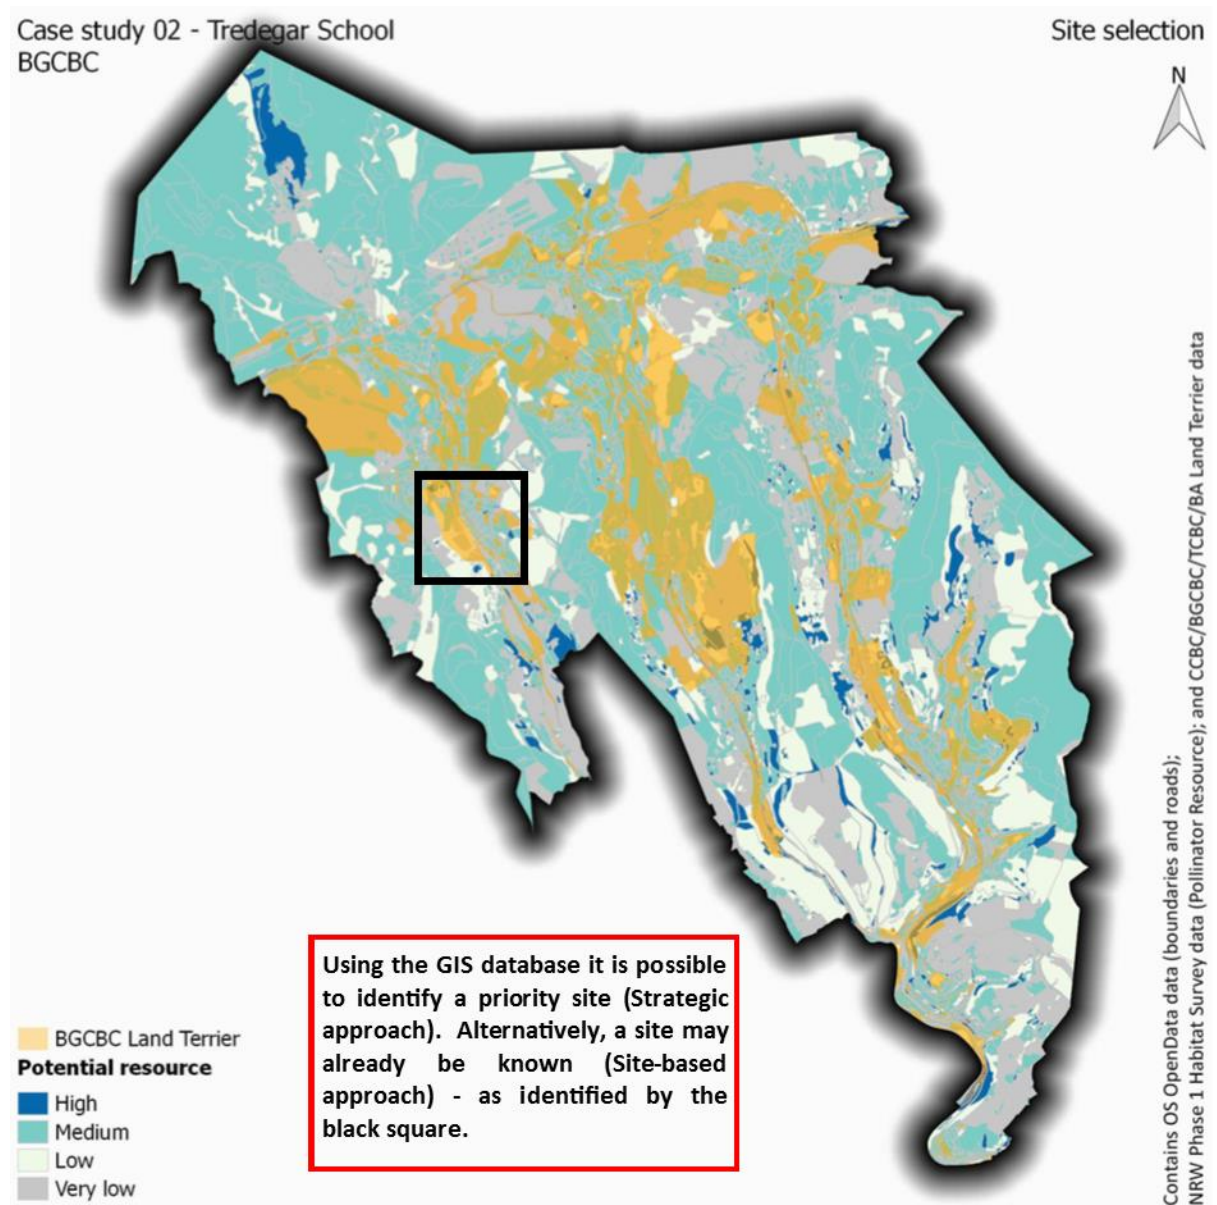 Case study 02 - Tredegar School
BGCBC
Site selection
N
Using the GIS database it is possible
to identify a priority site (Strategic
approach). Alternatively, a site may
already be known (Site-based
approach) - as identified by the
black square.
BGCBC Land Terrier
Potential resource
High
Medium
Low
Very low
Contains OS OpenData data (boundaries and roads);
NRW Phase 1 Habitat Survey data (Pollinator Resource); and CCBC/BGCBC/TCBC/BA Land Terrier data